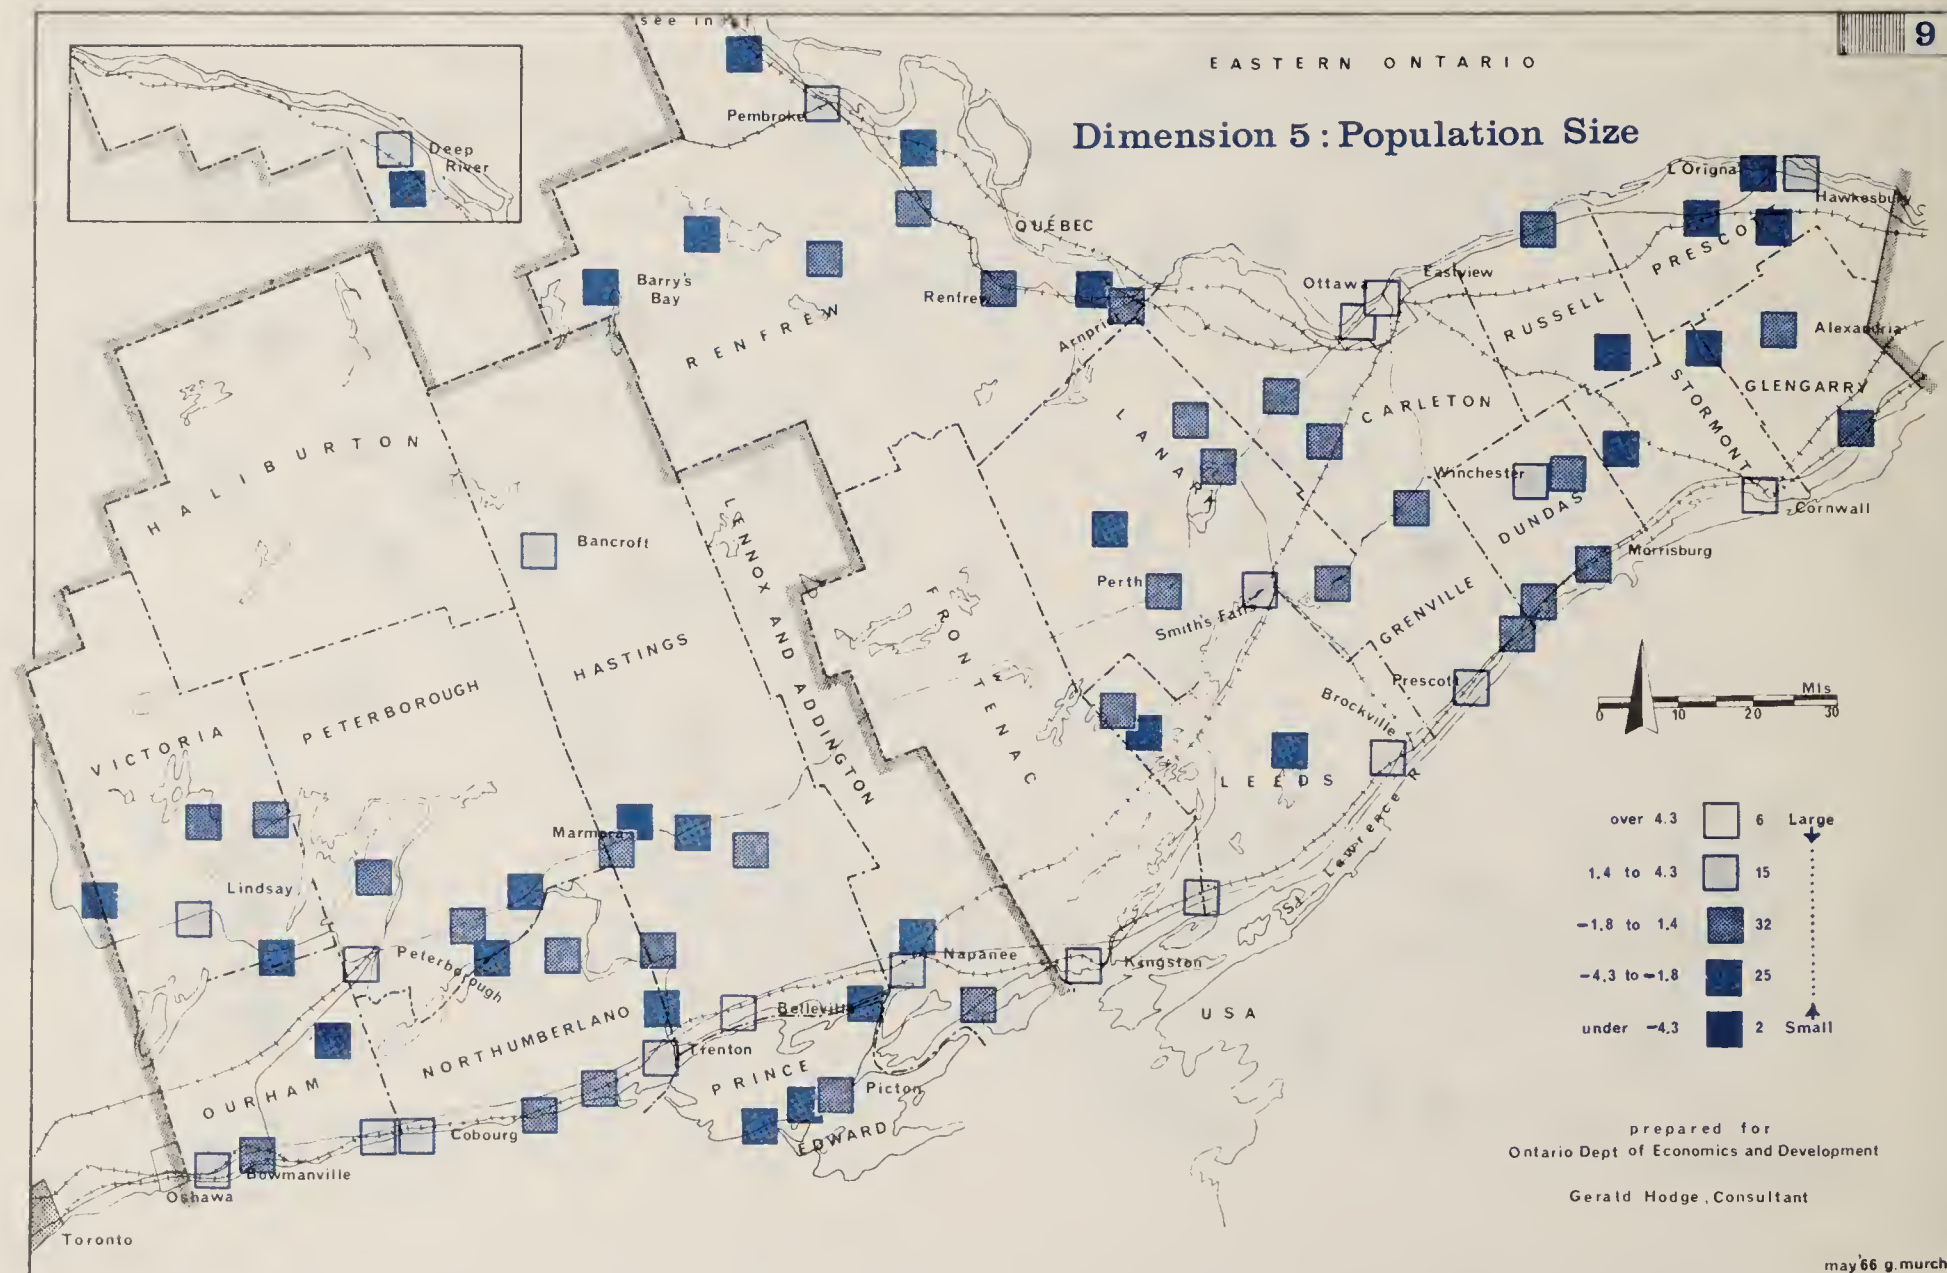 see in
9
EASTERN ONTARIO
Dimension 5 : Population Size
Deep
River
Pembroke
L'Orignal
Hawkesbury
QUÉBEC
PRESCOTT
Barry's
Bay
Renfrew
Ottawa
Eastview
RENFREW
Arnprior
RUSSELL
Alexandria
GLENGARRY
STORMONT
HALIBURTON
LANARK
CARLETON
Winchester
DUNDAS
Cornwall
Bancroft
LENNOX AND ADDINGTON
Morrisburg
Perth
Smith's Falls
GRENVILLE
FRONTENAC
HASTINGS
PETERBOROUGH
VICTORIA
Prescott
Brockville
Mls
0 10 20 30
LEEDS
Marmora
St. Lawrence R
over 4.3 6 Large
1.4 to 4.3 15
-1.8 to 1.4 32
-4.3 to -1.8 25
under -4.3 2 Small
Lindsay
Peterborough
Napanee
Kingston
USA
Belleville
NORTHUMBERLAND
Trenton
PRINCE
EDWARD
Picton
DURHAM
Cobourg
Bowmanville
Oshawa
Toronto
prepared for
Ontario Dept of Economics and Development
Gerald Hodge, Consultant
may '66 g.murch